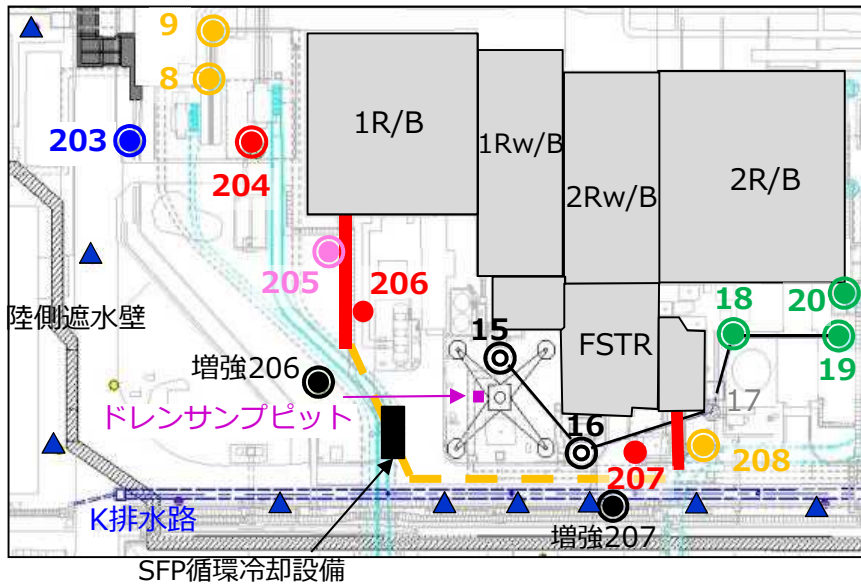 9
8
203
204
1R/B
1Rw/B
2Rw/B
2R/B
205
206
陸側遮水壁
15
18
20
FSTR
19
増強206
ドレンサンプピット
17
16
207
208
K排水路
増強207
SFP循環冷却設備